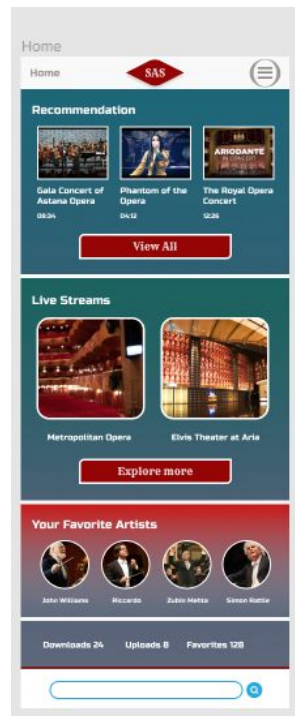 Home
Home
SAS
Recommendation
ARIODANTE
IN CONCERT
Gala Concert of
Astana Opera
Phantom of the
Opera
The Royal Opera
Concert
08:34
04:12
12:26
View All
Live Streams
Metropolitan Opera
Elvis Theater at Aria
Explore more
Your Favorite Artists
John Williams
Riccardo
Zubin Mehta
Simon Rattle
Downloads 24
Uploads 8
Favorites 128